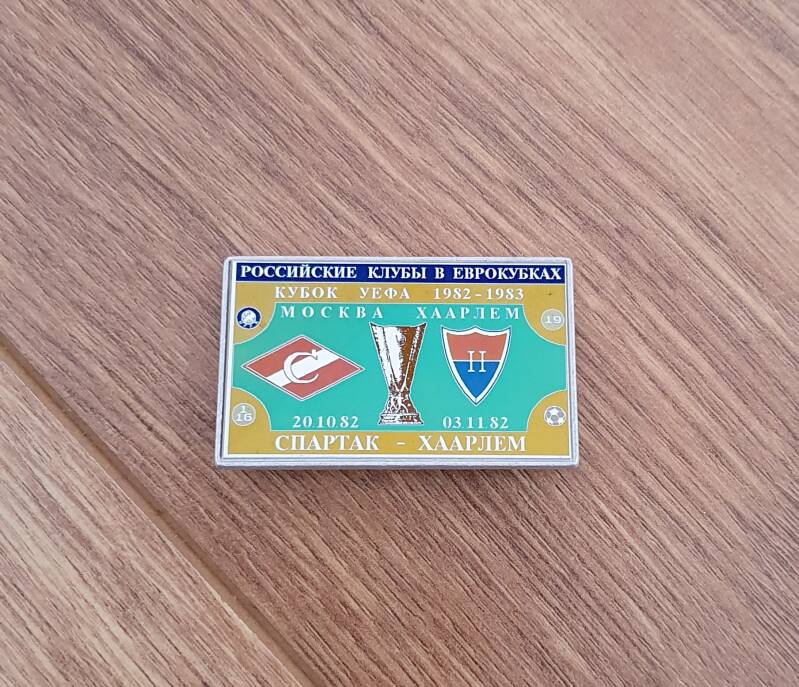 РОССИЙСКИЕ КЛУБЫ В ЕВРОКУБКАХ
КУБОК УЕФА 1982 - 1983
МОСКВА ХААРЛЕМ
19
С
H
1
16
20.10.82 03.11.82
СПАРТАК - ХААРЛЕМ